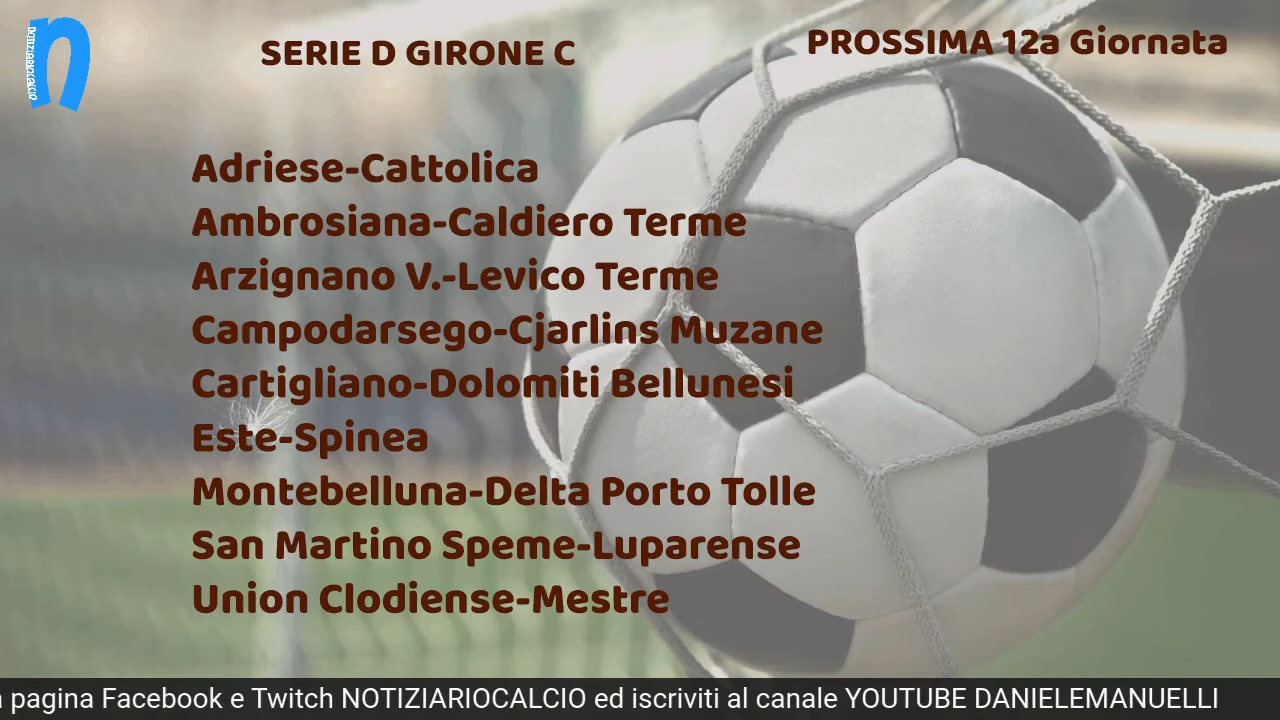 NOTIZIARIOCALCIO
SERIE D GIRONE C
PROSSIMA 12a Giornata
Adriese-Cattolica
Ambrosiana-Caldiero Terme
Arzignano V.-Levico Terme
Campodarsego-Cjarlins Muzane
Cartigliano-Dolomiti Bellunesi
Este-Spinea
Montebelluna-Delta Porto Tolle
San Martino Speme-Luparense
Union Clodiense-Mestre
a pagina Facebook e Twitch NOTIZIARIOCALCIO ed iscriviti al canale YOUTUBE DANIELEMANUELLI